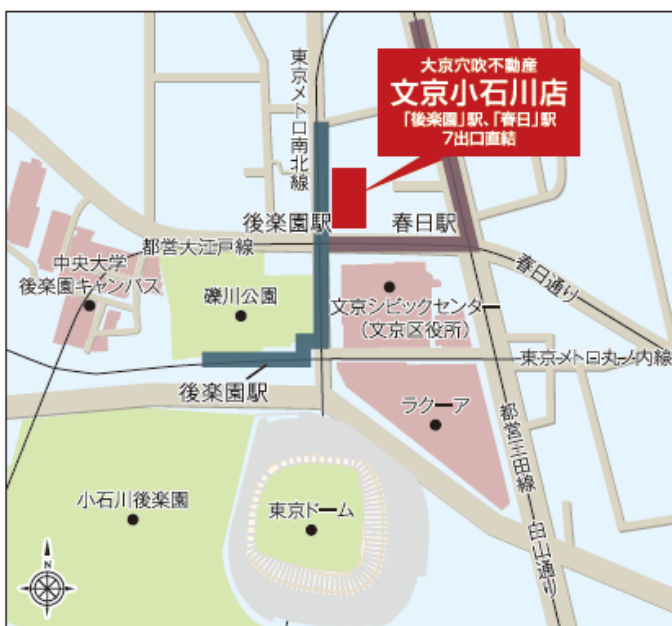 大京穴吹不動産
文京小石川店
「後楽園」駅、「春日」駅
7出口直結
東京メトロ南北線
後楽園駅
春日駅
都営大江戸線
中央大学
後楽園キャンパス
礫川公園
文京シビックセンター
（文京区役所）
春日通り
東京メトロ丸ノ内線
後楽園駅
ラクーア
都営三田線
白山通り
小石川後楽園
東京ドーム
N